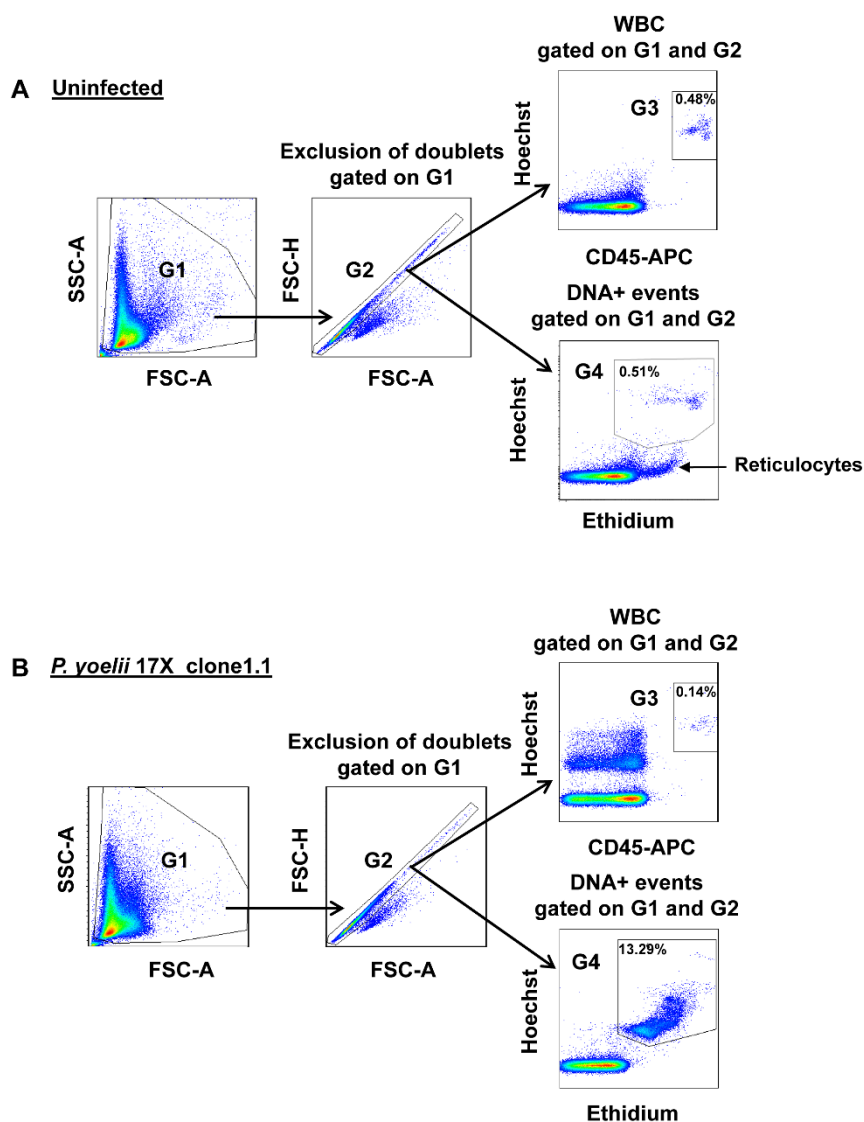 WBC
gated on G1 and G2
A Uninfected
0.48%
G3
Hoechst
Exclusion of doublets
gated on G1
SSC-A
G1
FSC-H
G2
CD45-APC
FSC-A
FSC-A
DNA+ events
gated on G1 and G2
G4
0.51%
Hoechst
Reticulocytes
Ethidium
WBC
gated on G1 and G2
B P. yoelii 17X clone1.1
0.14%
G3
Hoechst
Exclusion of doublets
gated on G1
SSC-A
G1
FSC-H
G2
CD45-APC
FSC-A
FSC-A
DNA+ events
gated on G1 and G2
13.29%
G4
Hoechst
Ethidium